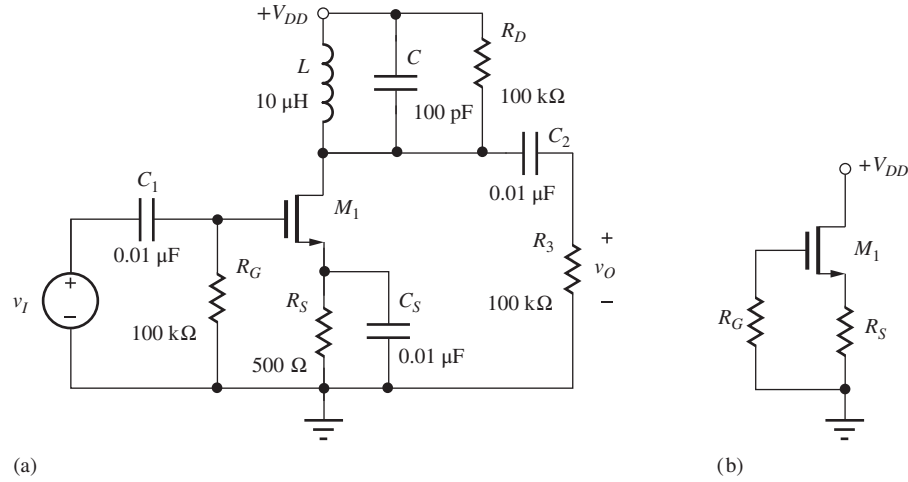 +V_DD
L
10 μH
C
100 pF
R_D
100 kΩ
C_2
0.01 μF
C_1
0.01 μF
M_1
R_G
100 kΩ
R_S
500 Ω
C_S
0.01 μF
R_3
100 kΩ
+
v_O
–
+
v_I
–
(a)
+V_DD
M_1
R_G
R_S
(b)